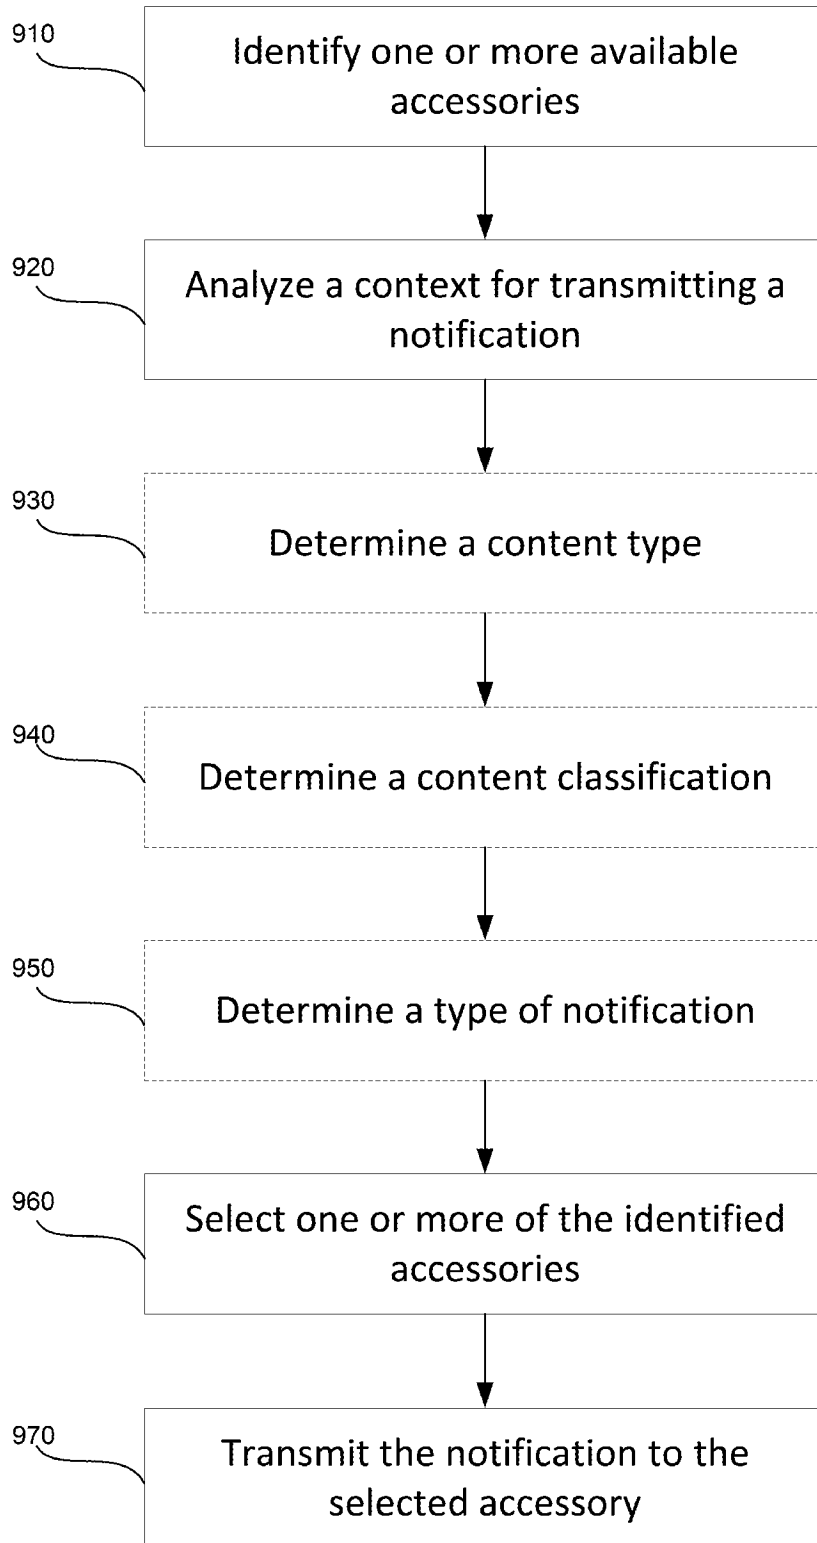 910
Identify one or more available
accessories
920
Analyze a context for transmitting a
notification
930
Determine a content type
940
Determine a content classification
950
Determine a type of notification
960
Select one or more of the identified
accessories
970
Transmit the notification to the
selected accessory